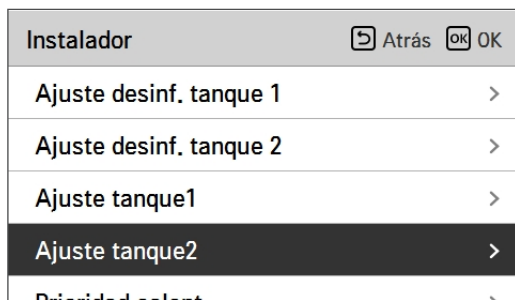 Instalador Atrás OK OK
Ajuste desinf. tanque 1
Ajuste desinf. tanque 2
Ajuste tanque1
Ajuste tanque2